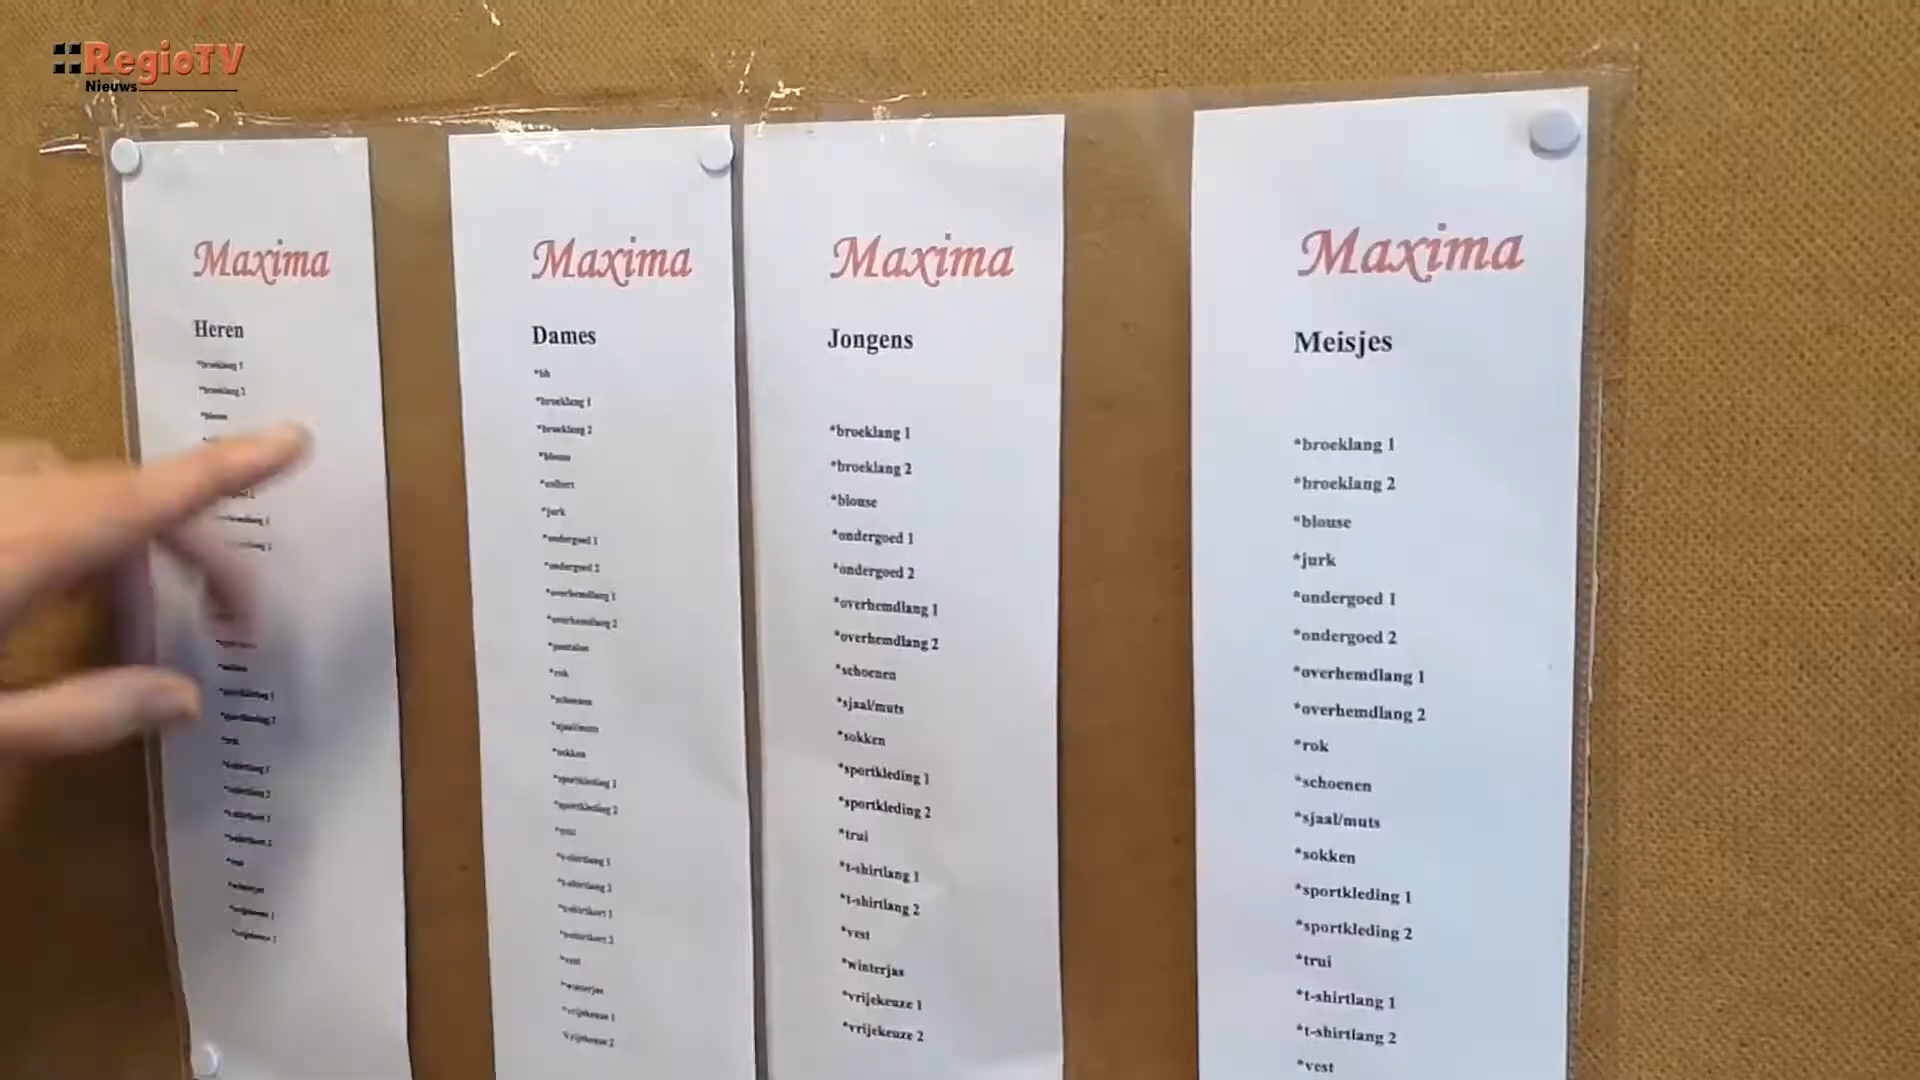 RegioTV
Nieuws
Maxima
Heren
*broeklang 1
*broeklang 2
*blouse
Maxima
Dames
*bh
*broeklang 1
*broeklang 2
*blouse
*colbert
*jurk
*ondergoed 1
*ondergoed 2
*overhemdlang 1
*overhemdlang 2
*pantalon
*rok
*schoenen
*sjaal/muts
*sokken
*sportkleding 1
*sportkleding 2
*trui
*t-shirtlang 1
*t-shirtlang 2
*t-shirtkort 1
*t-shirtkort 2
*vest
*winterjas
*vrijekeuze 1
Vrijekeuze 2
Maxima
Jongens
*broeklang 1
*broeklang 2
*blouse
*ondergoed 1
*ondergoed 2
*overhemdlang 1
*overhemdlang 2
*schoenen
*sjaal/muts
*sokken
*sportkleding 1
*sportkleding 2
*trui
*t-shirtlang 1
*t-shirtlang 2
*vest
*winterjas
*vrijekeuze 1
*vrijekeuze 2
Maxima
Meisjes
*broeklang 1
*broeklang 2
*blouse
*jurk
*ondergoed 1
*ondergoed 2
*overhemdlang 1
*overhemdlang 2
*rok
*schoenen
*sjaal/muts
*sokken
*sportkleding 1
*sportkleding 2
*trui
*t-shirtlang 1
*t-shirtlang 2
*vest